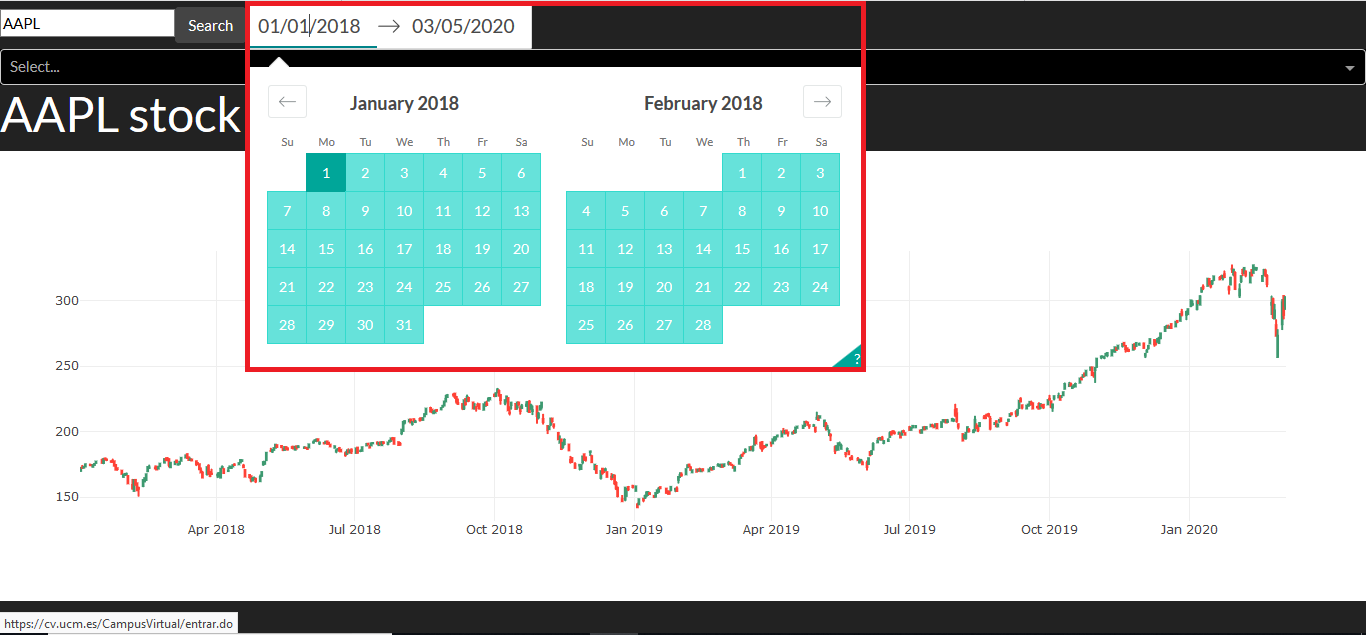 AAPL
Search
01/01/2018 → 03/05/2020
Select...
AAPL stock
← January 2018
February 2018 →
Su Mo Tu We Th Fr Sa
1 2 3 4 5 6
7 8 9 10 11 12 13
14 15 16 17 18 19 20
21 22 23 24 25 26 27
28 29 30 31
Su Mo Tu We Th Fr Sa
1 2 3
4 5 6 7 8 9 10
11 12 13 14 15 16 17
18 19 20 21 22 23 24
25 26 27 28
?
300
250
200
150
Apr 2018 Jul 2018 Oct 2018 Jan 2019 Apr 2019 Jul 2019 Oct 2019 Jan 2020
https://cv.ucm.es/CampusVirtual/entrar.do